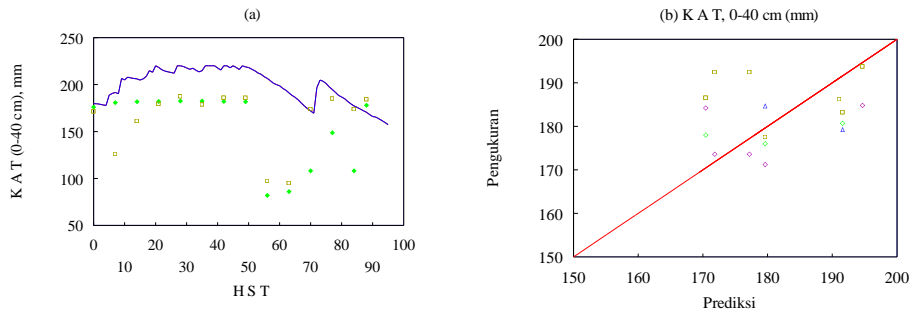 (a)
K A T (0-40 cm), mm
250
200
150
100
50
0 20 40 60 80 100
10 30 50 70 90
H S T
(b) K A T, 0-40 cm (mm)
Pengukuran
200
190
180
170
160
150
150 160 170 180 190 200
Prediksi